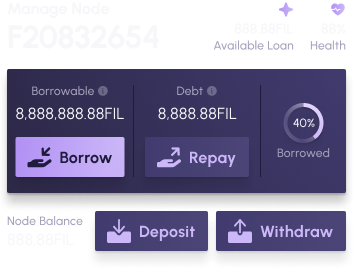 Manage Node
F20832654
888.88FIL
Available Loan
88%
Health
Borrowable
8,888,888.88FIL
Debt
8,888.88FIL
40%
Borrowed
Borrow
Repay
Node Balance
888.88FIL
Deposit
Withdraw